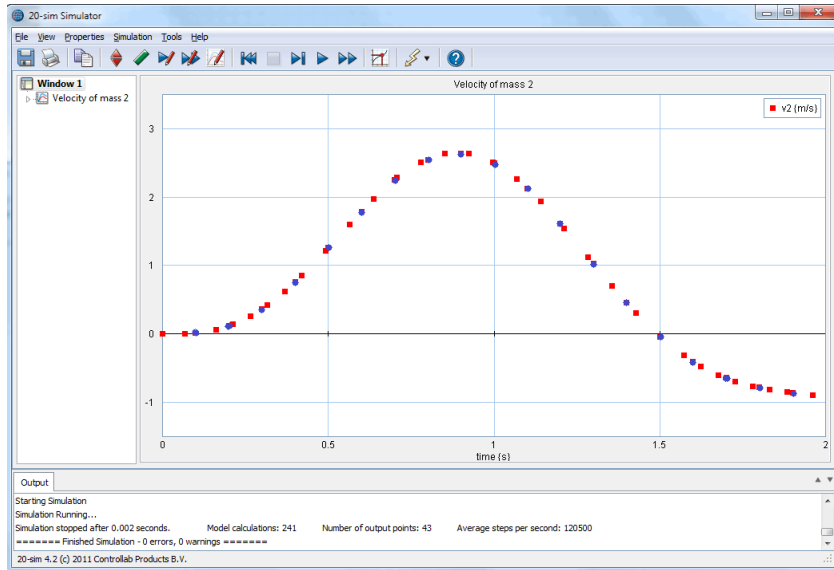 20-sim Simulator
File View Properties Simulation Tools Help
Window 1
Velocity of mass 2
Velocity of mass 2
v2 {m/s}
3
2
1
0
-1
0 0.5 1 1.5 2
time {s}
Output
Starting Simulation
Simulation Running...
Simulation stopped after 0.002 seconds. Model calculations: 241 Number of output points: 43 Average steps per second: 120500
======= Finished Simulation - 0 errors, 0 warnings =======
20-sim 4.2 (c) 2011 Controllab Products B.V.